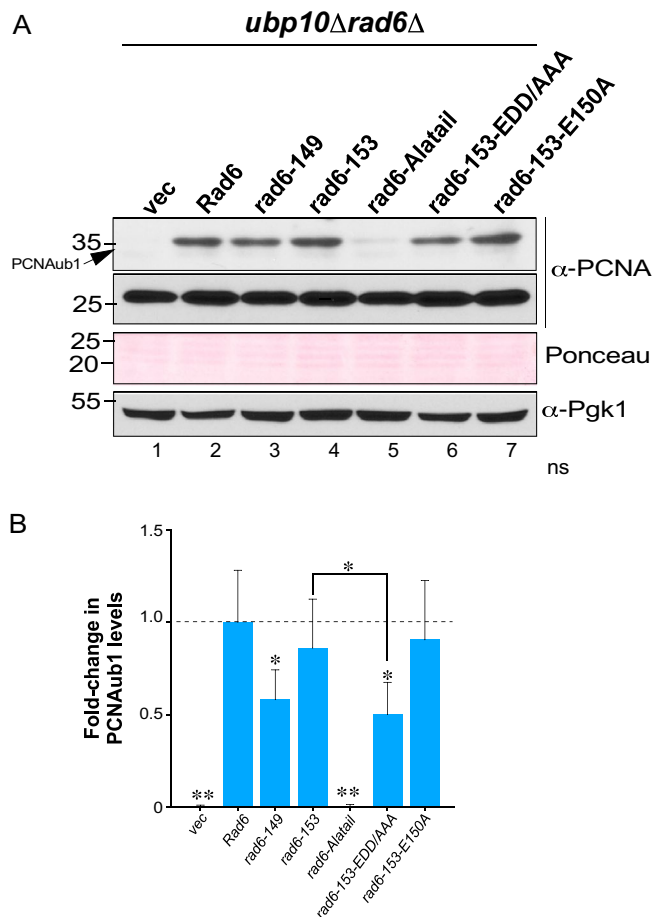 A
ubp10Δrad6Δ
vec
Rad6
rad6-149
rad6-153
rad6-Alatail
rad6-153-EDD/AAA
rad6-153-E150A
35
PCNAub1
α-PCNA
25
25
20
Ponceau
55
α-Pgk1
1 2 3 4 5 6 7
ns
B
Fold-change in
PCNAub1 levels
1.5
1.0
0.5
0
**
*
*
**
*
vec
Rad6
rad6-149
rad6-153
rad6-Alatail
rad6-153-EDD/AAA
rad6-153-E150A